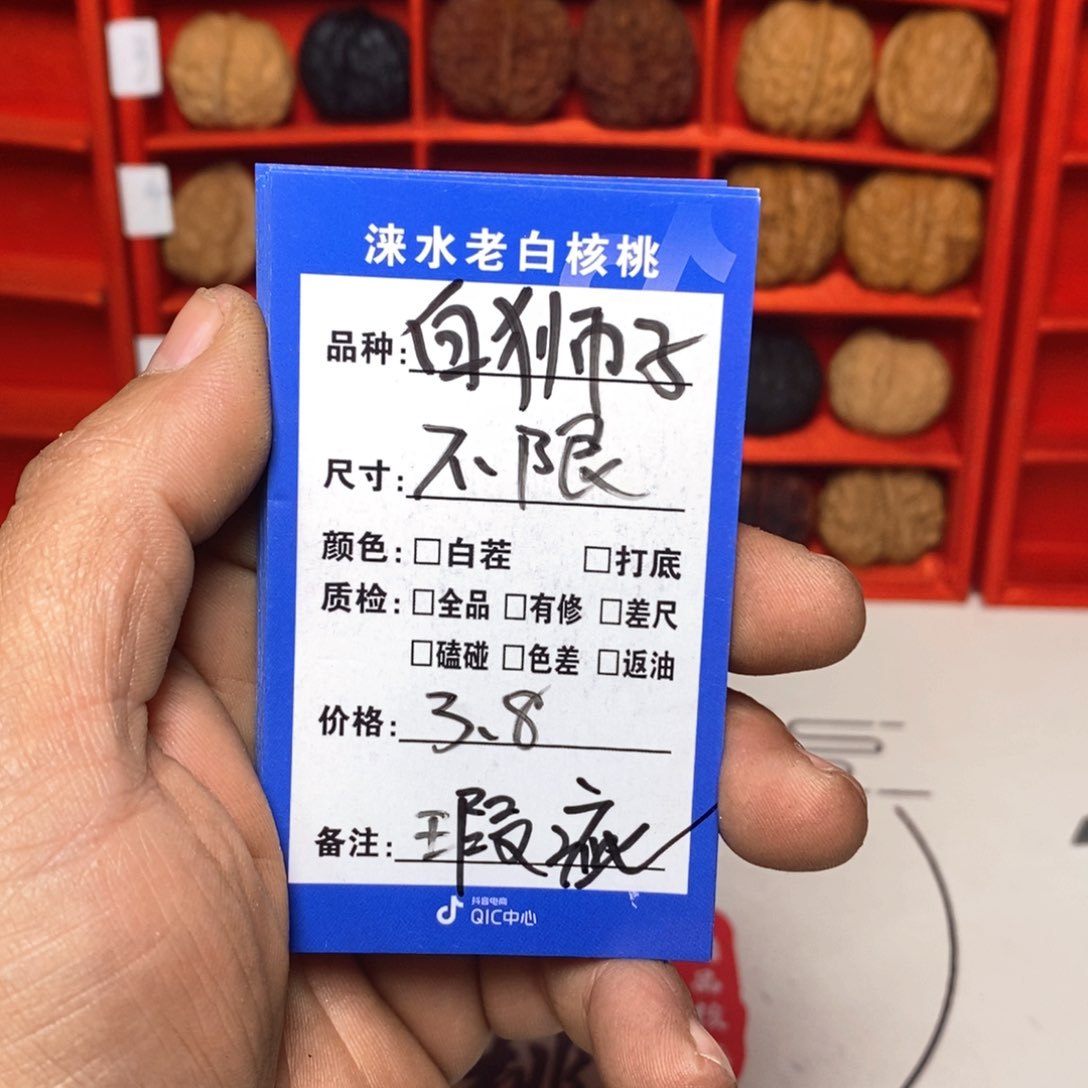 涞水老白核桃
品种：白狮子
尺寸：不限
颜色：□白茬 □打底
质检：□全品 □有修 □差尺
□磕碰 □色差 □返油
价格：3.8
备注：瑕疵
抖音电商
QIC中心